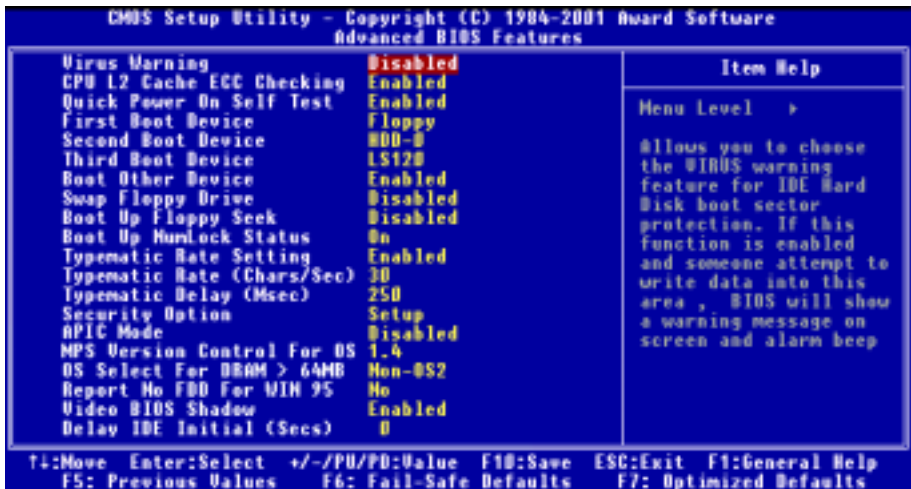 CMOS Setup Utility - Copyright (C) 1984-2001 Award Software
Advanced BIOS Features
Virus Warning Disabled
CPU L2 Cache ECC Checking Enabled
Quick Power On Self Test Enabled
First Boot Device Floppy
Second Boot Device HDD-0
Third Boot Device LS120
Boot Other Device Enabled
Swap Floppy Drive Disabled
Boot Up Floppy Seek Disabled
Boot Up NumLock Status On
Typematic Rate Setting Enabled
Typematic Rate (Chars/Sec) 30
Typematic Delay (Msec) 250
Security Option Setup
APIC Mode Disabled
MPS Version Control For OS 1.4
OS Select For DRAM > 64MB Non-OS2
Report No FDD For WIN 95 No
Video BIOS Shadow Enabled
Delay IDE Initial (Secs) 0
Item Help
Menu Level ▸
Allows you to choose
the VIRUS warning
feature for IDE Hard
Disk boot sector
protection. If this
function is enabled
and someone attempt to
write data into this
area , BIOS will show
a warning message on
screen and alarm beep
↑↓:Move Enter:Select +/-/PU/PD:Value F10:Save ESC:Exit F1:General Help
F5: Previous Values F6: Fail-Safe Defaults F7: Optimized Defaults